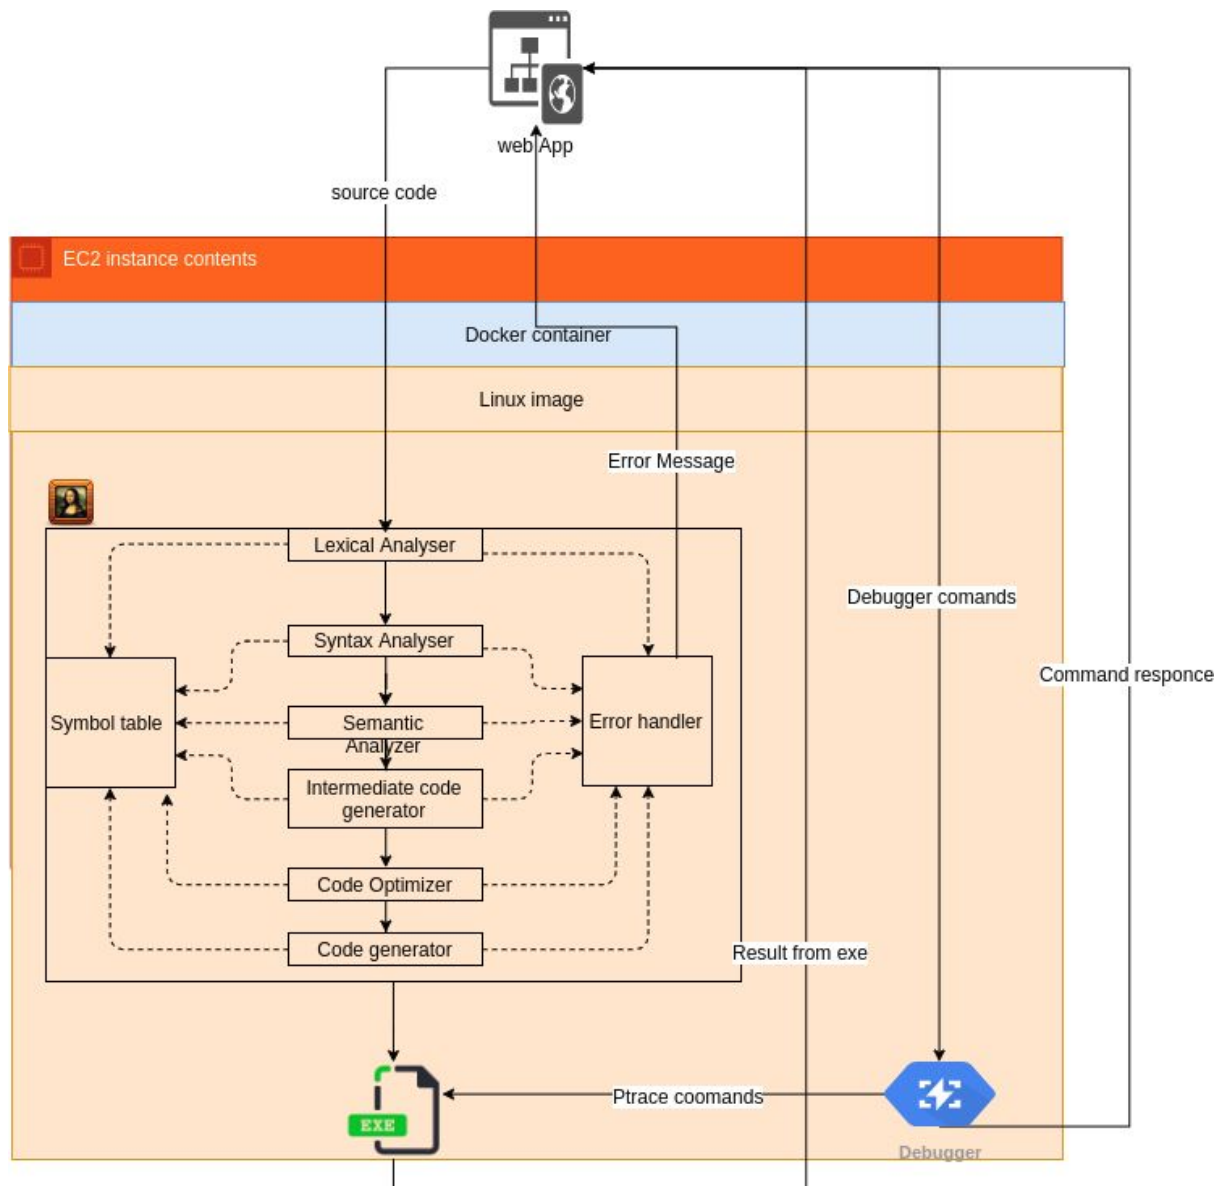 web App
source code
EC2 instance contents
Docker container
Linux image
Error Message
Lexical Analyser
Debugger comands
Syntax Analyser
Command responce
Symbol table
Semantic
Analyzer
Error handler
Intermediate code
generator
Code Optimizer
Code generator
Result from exe
Ptrace coomands
EXE
Debugger